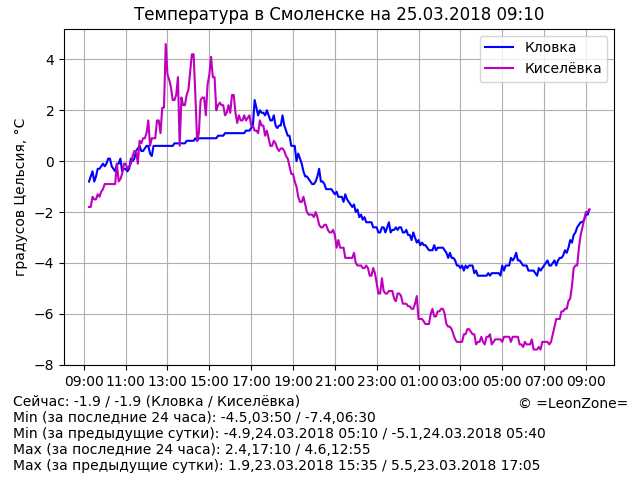 Температура в Смоленске на 25.03.2018 09:10
Кловка
Киселёвка
градусов Цельсия, °C
4
2
0
−2
−4
−6
−8
09:00 11:00 13:00 15:00 17:00 19:00 21:00 23:00 01:00 03:00 05:00 07:00 09:00
Сейчас: -1.9 / -1.9 (Кловка / Киселёвка)
© =LeonZone=
Min (за последние 24 часа): -4.5,03:50 / -7.4,06:30
Min (за предыдущие сутки): -4.9,24.03.2018 05:10 / -5.1,24.03.2018 05:40
Max (за последние 24 часа): 2.4,17:10 / 4.6,12:55
Max (за предыдущие сутки): 1.9,23.03.2018 15:35 / 5.5,23.03.2018 17:05